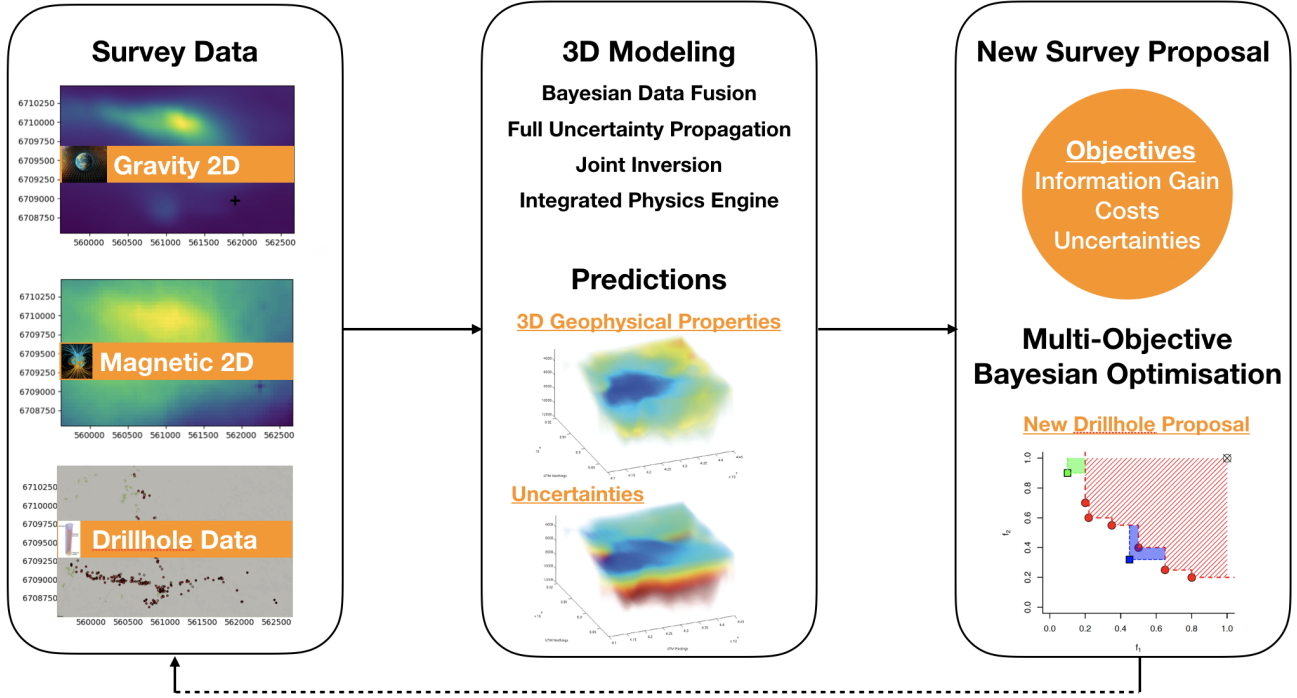 Survey Data
6710250
6710000
6709750
6709500
6709250
6709000
6708750
Gravity 2D
560000 560500 561000 561500 562000 562500
6710250
6710000
6709750
6709500
6709250
6709000
6708750
Magnetic 2D
560000 560500 561000 561500 562000 562500
6710250
6710000
6709750
6709500
6709250
6709000
6708750
Drillhole Data
560000 560500 561000 561500 562000 562500
3D Modeling
Bayesian Data Fusion
Full Uncertainty Propagation
Joint Inversion
Integrated Physics Engine
Predictions
3D Geophysical Properties
Uncertainties
New Survey Proposal
Objectives
Information Gain
Costs
Uncertainties
Multi-Objective
Bayesian Optimisation
New Drillhole Proposal
f₂
1.0
0.8
0.6
0.4
0.2
0.0
0.0 0.2 0.4 0.6 0.8 1.0
f₁